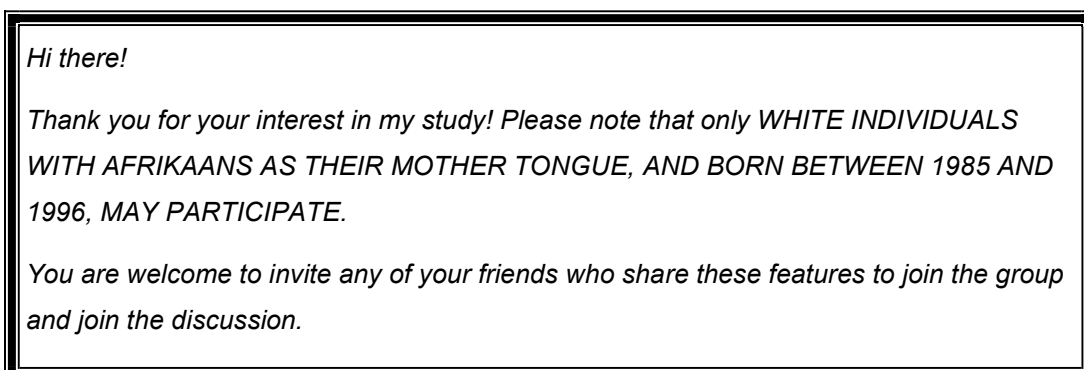 Hi there!
Thank you for your interest in my study! Please note that only WHITE INDIVIDUALS
WITH AFRIKAANS AS THEIR MOTHER TONGUE, AND BORN BETWEEN 1985 AND
1996, MAY PARTICIPATE.
You are welcome to invite any of your friends who share these features to join the group
and join the discussion.